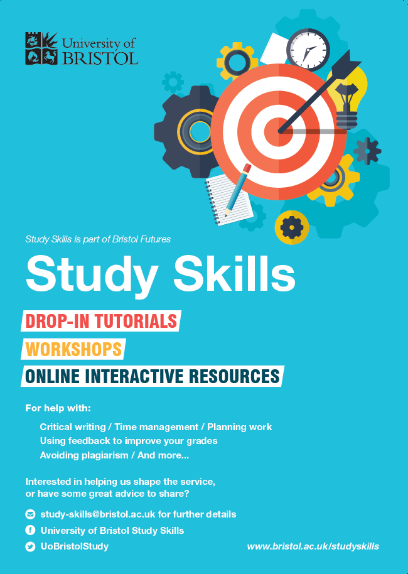 University of
BRISTOL
Study Skills is part of Bristol Futures
Study Skills
DROP-IN TUTORIALS
WORKSHOPS
ONLINE INTERACTIVE RESOURCES
For help with:
Critical writing / Time management / Planning work
Using feedback to improve your grades
Avoiding plagiarism / And more...
Interested in helping us shape the service,
or have some great advice to share?
study-skills@bristol.ac.uk for further details
University of Bristol Study Skills
UoBristolStudy
www.bristol.ac.uk/studyskills